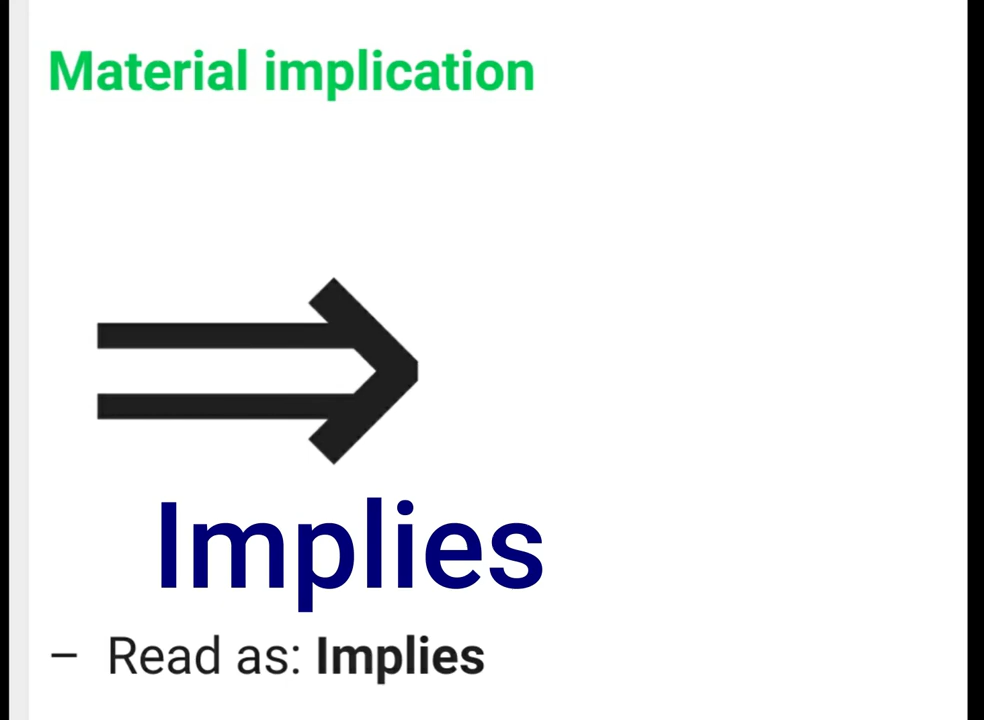 Material implication
⇒
Implies
– Read as: Implies